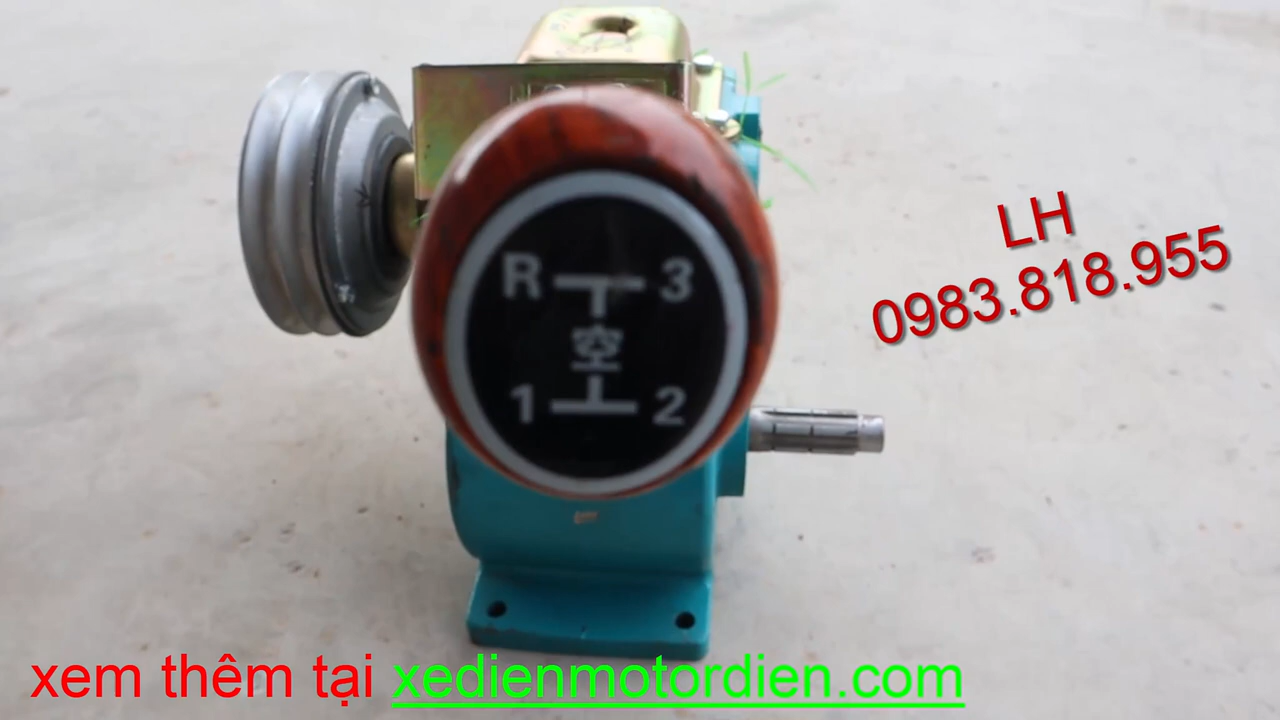 R 3
空
1 2
LH
0983.818.955
xem thêm tại xedienmotordien.com